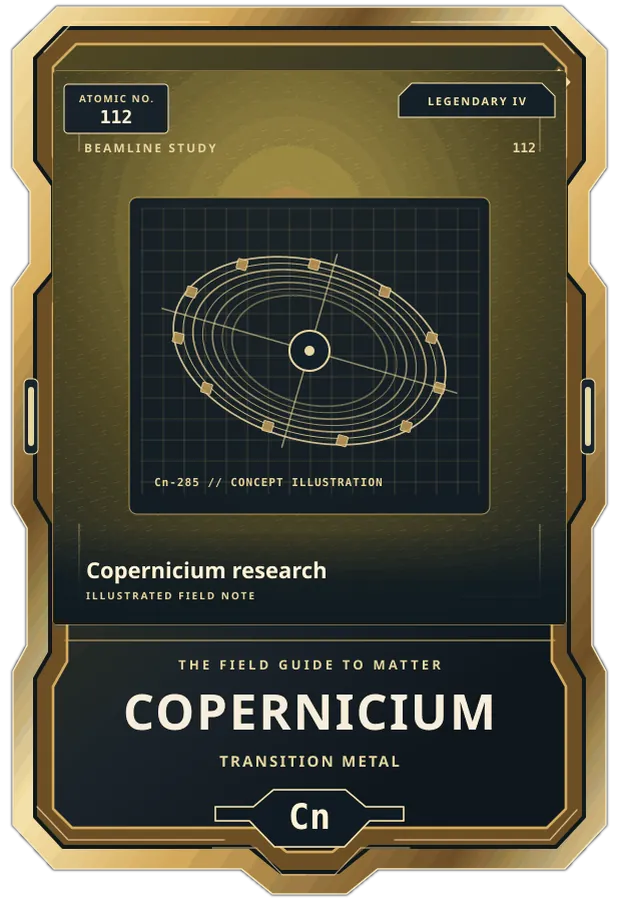 ATOMIC NO.
112
LEGENDARY IV
BEAMLINE STUDY
112
Cn-285 // CONCEPT ILLUSTRATION
Copernicium research
ILLUSTRATED FIELD NOTE
THE FIELD GUIDE TO MATTER
COPERNICIUM
TRANSITION METAL
Cn